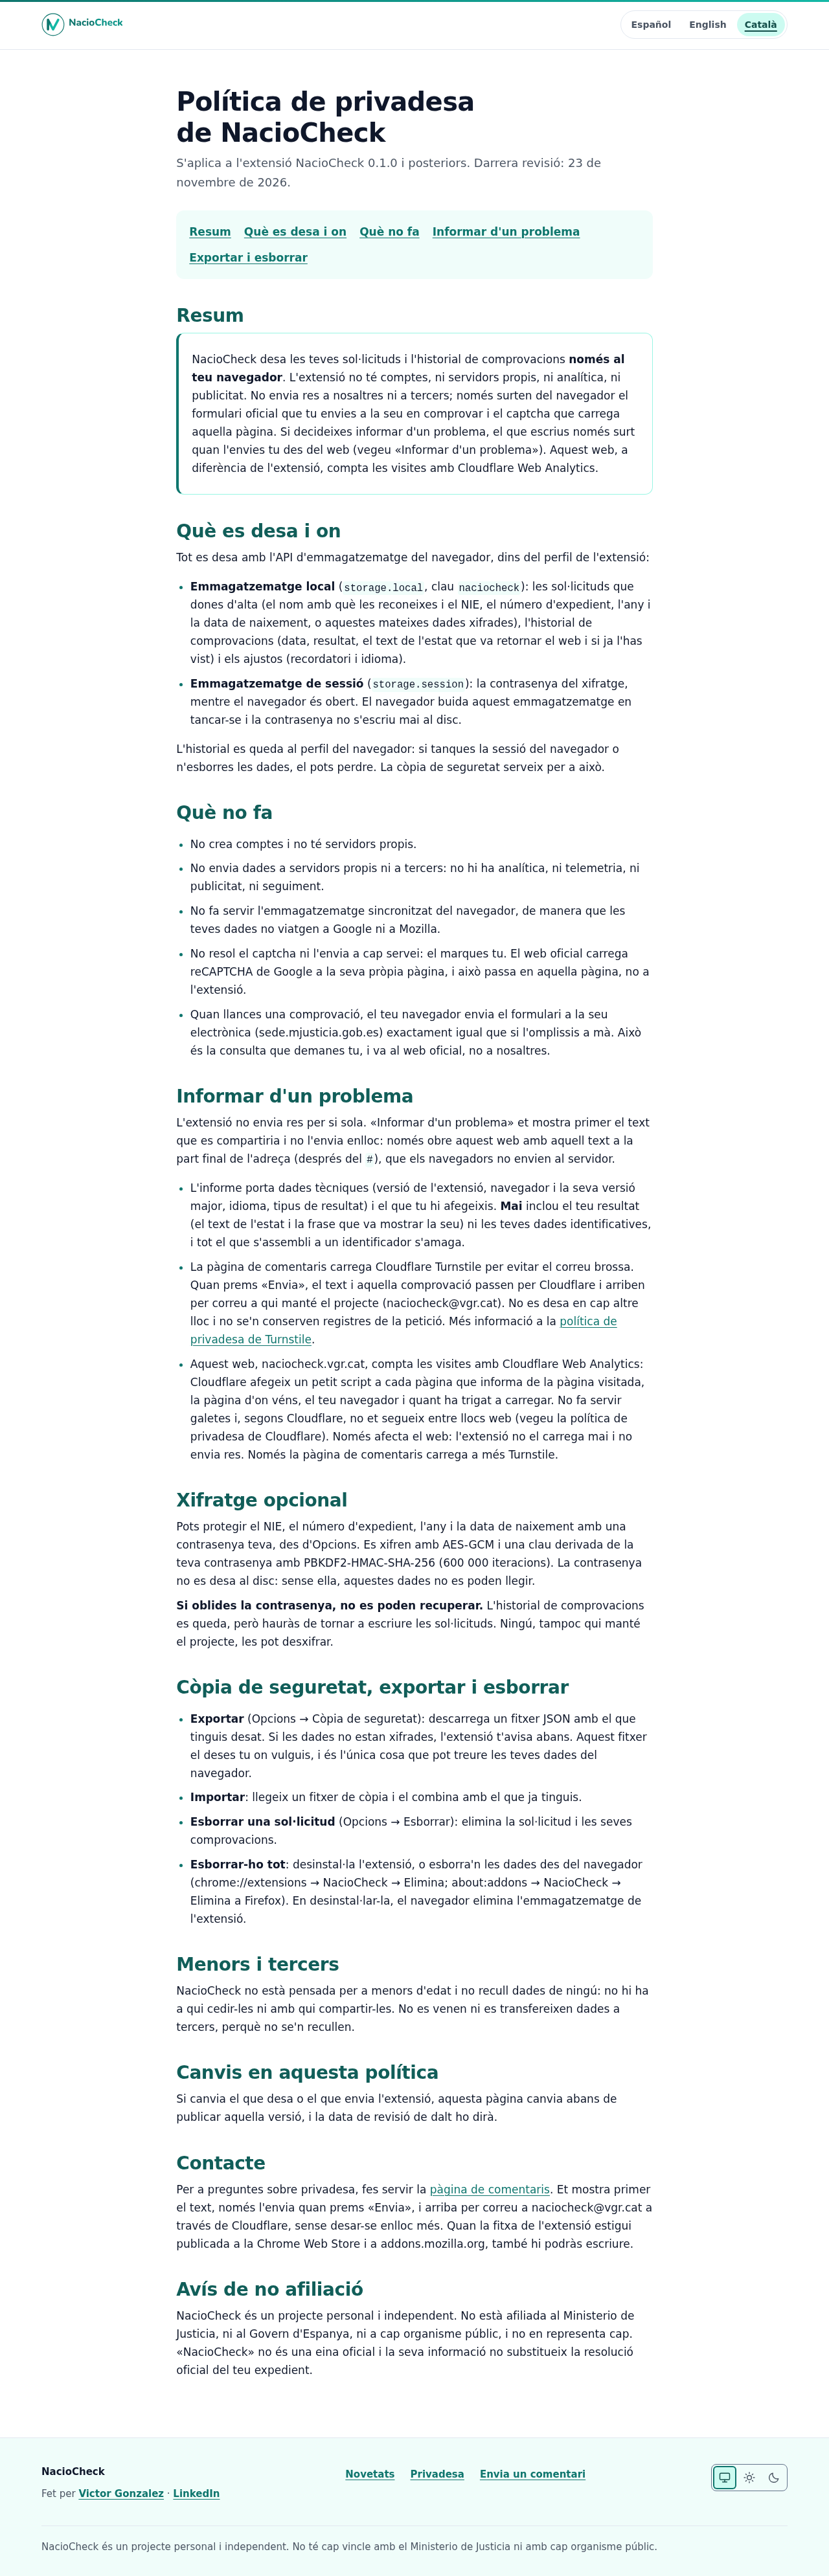 NacioCheck
Español English Català
Política de privadesa
de NacioCheck
S'aplica a l'extensió NacioCheck 0.1.0 i posteriors. Darrera revisió: 23 de
novembre de 2026.
Resum Què es desa i on Què no fa Informar d'un problema
Exportar i esborrar
Resum
NacioCheck desa les teves sol·licituds i l'historial de comprovacions només al
teu navegador. L'extensió no té comptes, ni servidors propis, ni analítica, ni
publicitat. No envia res a nosaltres ni a tercers; només surten del navegador el
formulari oficial que tu envies a la seu en comprovar i el captcha que carrega
aquella pàgina. Si decideixes informar d'un problema, el que escrius només surt
quan l'envies tu des del web (vegeu «Informar d'un problema»). Aquest web, a
diferència de l'extensió, compta les visites amb Cloudflare Web Analytics.
Què es desa i on
Tot es desa amb l'API d'emmagatzematge del navegador, dins del perfil de l'extensió:
• Emmagatzematge local (storage.local, clau naciocheck): les sol·licituds que
dones d'alta (el nom amb què les reconeixes i el NIE, el número d'expedient, l'any i
la data de naixement, o aquestes mateixes dades xifrades), l'historial de
comprovacions (data, resultat, el text de l'estat que va retornar el web i si ja l'has
vist) i els ajustos (recordatori i idioma).
• Emmagatzematge de sessió (storage.session): la contrasenya del xifratge,
mentre el navegador és obert. El navegador buida aquest emmagatzematge en
tancar-se i la contrasenya no s'escriu mai al disc.
L'historial es queda al perfil del navegador: si tanques la sessió del navegador o
n'esborres les dades, el pots perdre. La còpia de seguretat serveix per a això.
Què no fa
• No crea comptes i no té servidors propis.
• No envia dades a servidors propis ni a tercers: no hi ha analítica, ni telemetria, ni
publicitat, ni seguiment.
• No fa servir l'emmagatzematge sincronitzat del navegador, de manera que les
teves dades no viatgen a Google ni a Mozilla.
• No resol el captcha ni l'envia a cap servei: el marques tu. El web oficial carrega
reCAPTCHA de Google a la seva pròpia pàgina, i això passa en aquella pàgina, no a
l'extensió.
• Quan llances una comprovació, el teu navegador envia el formulari a la seu
electrònica (sede.mjusticia.gob.es) exactament igual que si l'omplissis a mà. Això
és la consulta que demanes tu, i va al web oficial, no a nosaltres.
Informar d'un problema
L'extensió no envia res per si sola. «Informar d'un problema» et mostra primer el text
que es compartiria i no l'envia enlloc: només obre aquest web amb aquell text a la
part final de l'adreça (després del #), que els navegadors no envien al servidor.
• L'informe porta dades tècniques (versió de l'extensió, navegador i la seva versió
major, idioma, tipus de resultat) i el que tu hi afegeixis. Mai inclou el teu resultat
(el text de l'estat i la frase que va mostrar la seu) ni les teves dades identificatives,
i tot el que s'assembli a un identificador s'amaga.
• La pàgina de comentaris carrega Cloudflare Turnstile per evitar el correu brossa.
Quan prems «Envia», el text i aquella comprovació passen per Cloudflare i arriben
per correu a qui manté el projecte (naciocheck@vgr.cat). No es desa en cap altre
lloc i no se'n conserven registres de la petició. Més informació a la política de
privadesa de Turnstile.
• Aquest web, naciocheck.vgr.cat, compta les visites amb Cloudflare Web Analytics:
Cloudflare afegeix un petit script a cada pàgina que informa de la pàgina visitada,
la pàgina d'on véns, el teu navegador i quant ha trigat a carregar. No fa servir
galetes i, segons Cloudflare, no et segueix entre llocs web (vegeu la política de
privadesa de Cloudflare). Només afecta el web: l'extensió no el carrega mai i no
envia res. Només la pàgina de comentaris carrega a més Turnstile.
Xifratge opcional
Pots protegir el NIE, el número d'expedient, l'any i la data de naixement amb una
contrasenya teva, des d'Opcions. Es xifren amb AES-GCM i una clau derivada de la
teva contrasenya amb PBKDF2-HMAC-SHA-256 (600 000 iteracions). La contrasenya
no es desa al disc: sense ella, aquestes dades no es poden llegir.
Si oblides la contrasenya, no es poden recuperar. L'historial de comprovacions
es queda, però hauràs de tornar a escriure les sol·licituds. Ningú, tampoc qui manté
el projecte, les pot desxifrar.
Còpia de seguretat, exportar i esborrar
• Exportar (Opcions → Còpia de seguretat): descarrega un fitxer JSON amb el que
tinguis desat. Si les dades no estan xifrades, l'extensió t'avisa abans. Aquest fitxer
el deses tu on vulguis, i és l'única cosa que pot treure les teves dades del
navegador.
• Importar: llegeix un fitxer de còpia i el combina amb el que ja tinguis.
• Esborrar una sol·licitud (Opcions → Esborrar): elimina la sol·licitud i les seves
comprovacions.
• Esborrar-ho tot: desinstal·la l'extensió, o esborra'n les dades des del navegador
(chrome://extensions → NacioCheck → Elimina; about:addons → NacioCheck →
Elimina a Firefox). En desinstal·lar-la, el navegador elimina l'emmagatzematge de
l'extensió.
Menors i tercers
NacioCheck no està pensada per a menors d'edat i no recull dades de ningú: no hi ha
a qui cedir-les ni amb qui compartir-les. No es venen ni es transfereixen dades a
tercers, perquè no se'n recullen.
Canvis en aquesta política
Si canvia el que desa o el que envia l'extensió, aquesta pàgina canvia abans de
publicar aquella versió, i la data de revisió de dalt ho dirà.
Contacte
Per a preguntes sobre privadesa, fes servir la pàgina de comentaris. Et mostra primer
el text, només l'envia quan prems «Envia», i arriba per correu a naciocheck@vgr.cat a
través de Cloudflare, sense desar-se enlloc més. Quan la fitxa de l'extensió estigui
publicada a la Chrome Web Store i a addons.mozilla.org, també hi podràs escriure.
Avís de no afiliació
NacioCheck és un projecte personal i independent. No està afiliada al Ministerio de
Justicia, ni al Govern d'Espanya, ni a cap organisme públic, i no en representa cap.
«NacioCheck» no és una eina oficial i la seva informació no substitueix la resolució
oficial del teu expedient.
NacioCheck
Fet per Victor Gonzalez · LinkedIn
Novetats Privadesa Envia un comentari
NacioCheck és un projecte personal i independent. No té cap vincle amb el Ministerio de Justicia ni amb cap organisme públic.